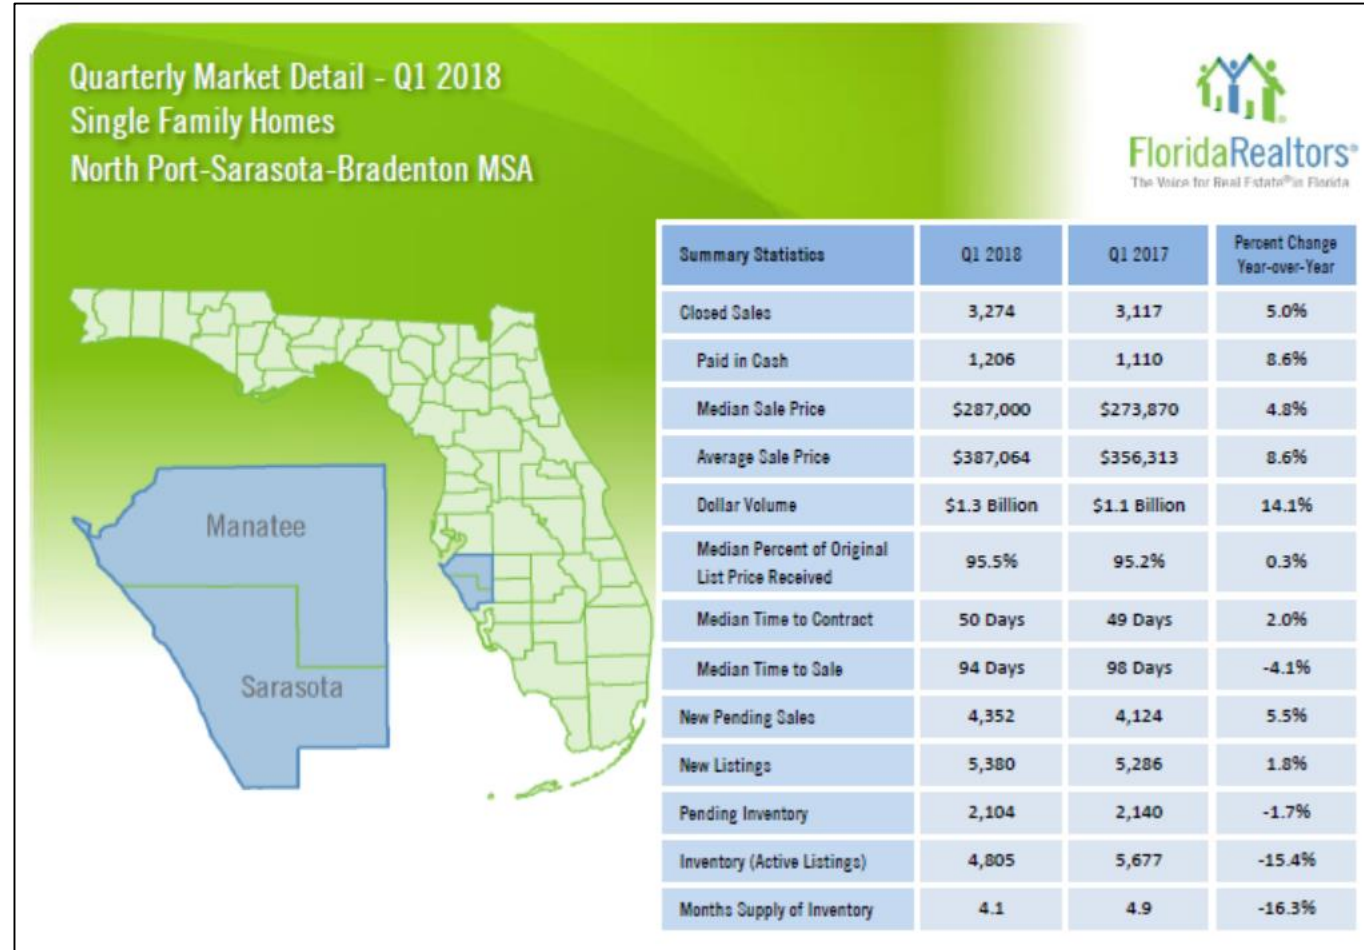 Quarterly Market Detail - Q1 2018
Single Family Homes
North Port-Sarasota-Bradenton MSA
FloridaRealtors®
The Voice for Real Estate® in Florida
Manatee
Sarasota
Summary Statistics Q1 2018 Q1 2017 Percent Change Year-over-Year
Closed Sales 3,274 3,117 5.0%
Paid in Cash 1,206 1,110 8.6%
Median Sale Price $287,000 $273,870 4.8%
Average Sale Price $387,064 $356,313 8.6%
Dollar Volume $1.3 Billion $1.1 Billion 14.1%
Median Percent of Original List Price Received 95.5% 95.2% 0.3%
Median Time to Contract 50 Days 49 Days 2.0%
Median Time to Sale 94 Days 98 Days -4.1%
New Pending Sales 4,352 4,124 5.5%
New Listings 5,380 5,286 1.8%
Pending Inventory 2,104 2,140 -1.7%
Inventory (Active Listings) 4,805 5,677 -15.4%
Months Supply of Inventory 4.1 4.9 -16.3%